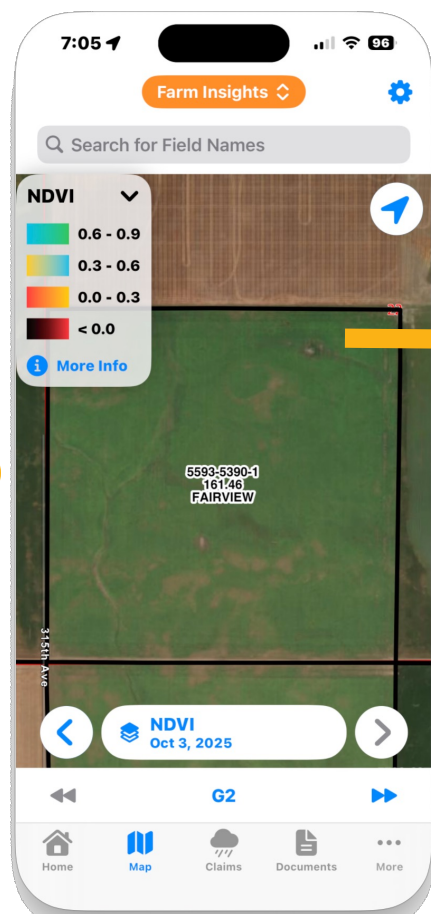 7:05
96
Farm Insights
Search for Field Names
NDVI
0.6 - 0.9
0.3 - 0.6
0.0 - 0.3
< 0.0
More Info
5593-5390-1
161.46
FAIRVIEW
315th Ave
NDVI
Oct 3, 2025
G2
Home
Map
Claims
Documents
More